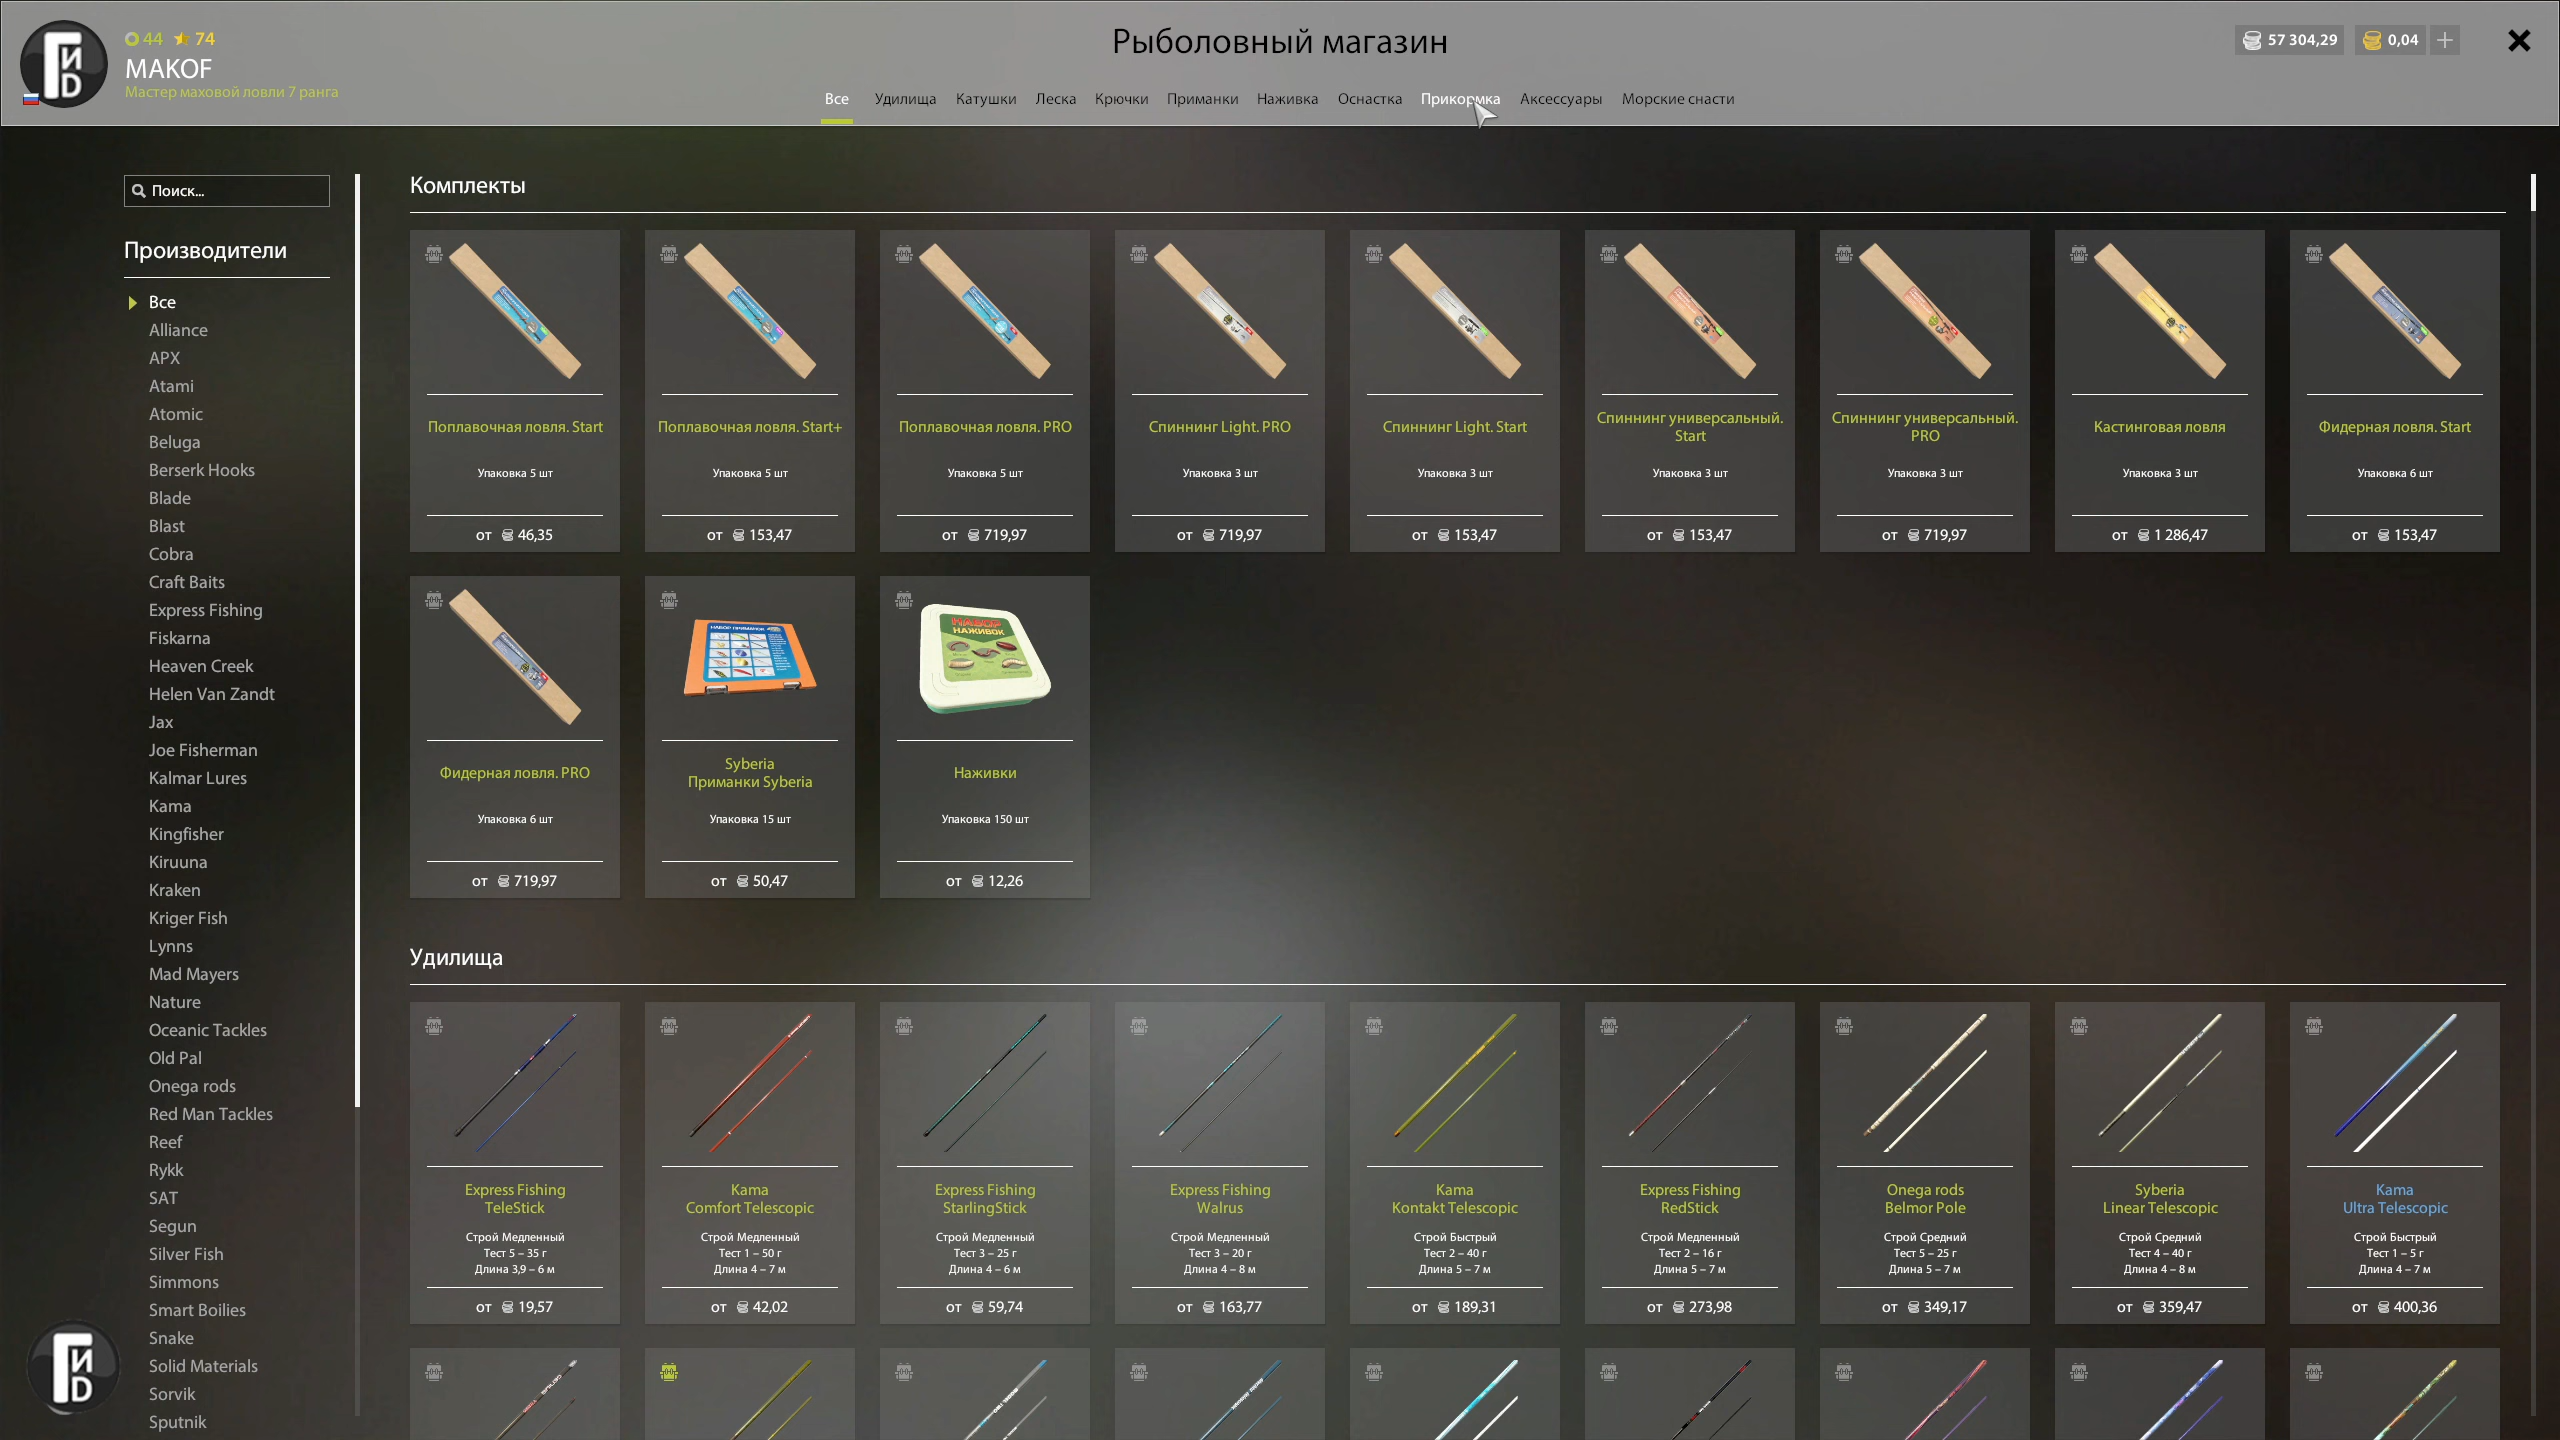 44 74
MAKOF
Мастер маховой ловли 7 ранга
Рыболовный магазин
57 304,29 0,04
Все Удилища Катушки Леска Крючки Приманки Наживка Оснастка Прикормка Аксессуары Морские снасти
Поиск...
Производители
Все
Alliance
APX
Atami
Atomic
Beluga
Berserk Hooks
Blade
Blast
Cobra
Craft Baits
Express Fishing
Fiskarna
Heaven Creek
Helen Van Zandt
Jax
Joe Fisherman
Kalmar Lures
Kama
Kingfisher
Kiruuna
Kraken
Kriger Fish
Lynns
Mad Mayers
Nature
Oceanic Tackles
Old Pal
Onega rods
Red Man Tackles
Reef
Rykk
SAT
Segun
Silver Fish
Simmons
Smart Boilies
Snake
Solid Materials
Sorvik
Sputnik
Комплекты
Поплавочная ловля. Start
Упаковка 5 шт
от 46,35
Поплавочная ловля. Start+
Упаковка 5 шт
от 153,47
Поплавочная ловля. PRO
Упаковка 5 шт
от 719,97
Спиннинг Light. PRO
Упаковка 3 шт
от 719,97
Спиннинг Light. Start
Упаковка 3 шт
от 153,47
Спиннинг универсальный.
Start
Упаковка 3 шт
от 153,47
Спиннинг универсальный.
PRO
Упаковка 3 шт
от 719,97
Кастинговая ловля
Упаковка 3 шт
от 1 286,47
Фидерная ловля. Start
Упаковка 6 шт
от 153,47
Фидерная ловля. PRO
Упаковка 6 шт
от 719,97
НАБОР ПРИМАНОК
Syberia
Приманки Syberia
Упаковка 15 шт
от 50,47
НАБОР
НАЖИВОК
Наживки
Упаковка 150 шт
от 12,26
Удилища
Express Fishing
TeleStick
Строй Медленный
Тест 5 – 35 г
Длина 3,9 – 6 м
от 19,57
Kama
Comfort Telescopic
Строй Медленный
Тест 1 – 50 г
Длина 4 – 7 м
от 42,02
Express Fishing
StarlingStick
Строй Медленный
Тест 3 – 25 г
Длина 4 – 6 м
от 59,74
Express Fishing
Walrus
Строй Медленный
Тест 3 – 20 г
Длина 4 – 8 м
от 163,77
Kama
Kontakt Telescopic
Строй Быстрый
Тест 2 – 40 г
Длина 5 – 7 м
от 189,31
Express Fishing
RedStick
Строй Медленный
Тест 2 – 16 г
Длина 5 – 7 м
от 273,98
Onega rods
Belmor Pole
Строй Средний
Тест 5 – 25 г
Длина 5 – 7 м
от 349,17
Syberia
Linear Telescopic
Строй Средний
Тест 4 – 40 г
Длина 4 – 8 м
от 359,47
Kama
Ultra Telescopic
Строй Быстрый
Тест 1 – 5 г
Длина 4 – 7 м
от 400,36